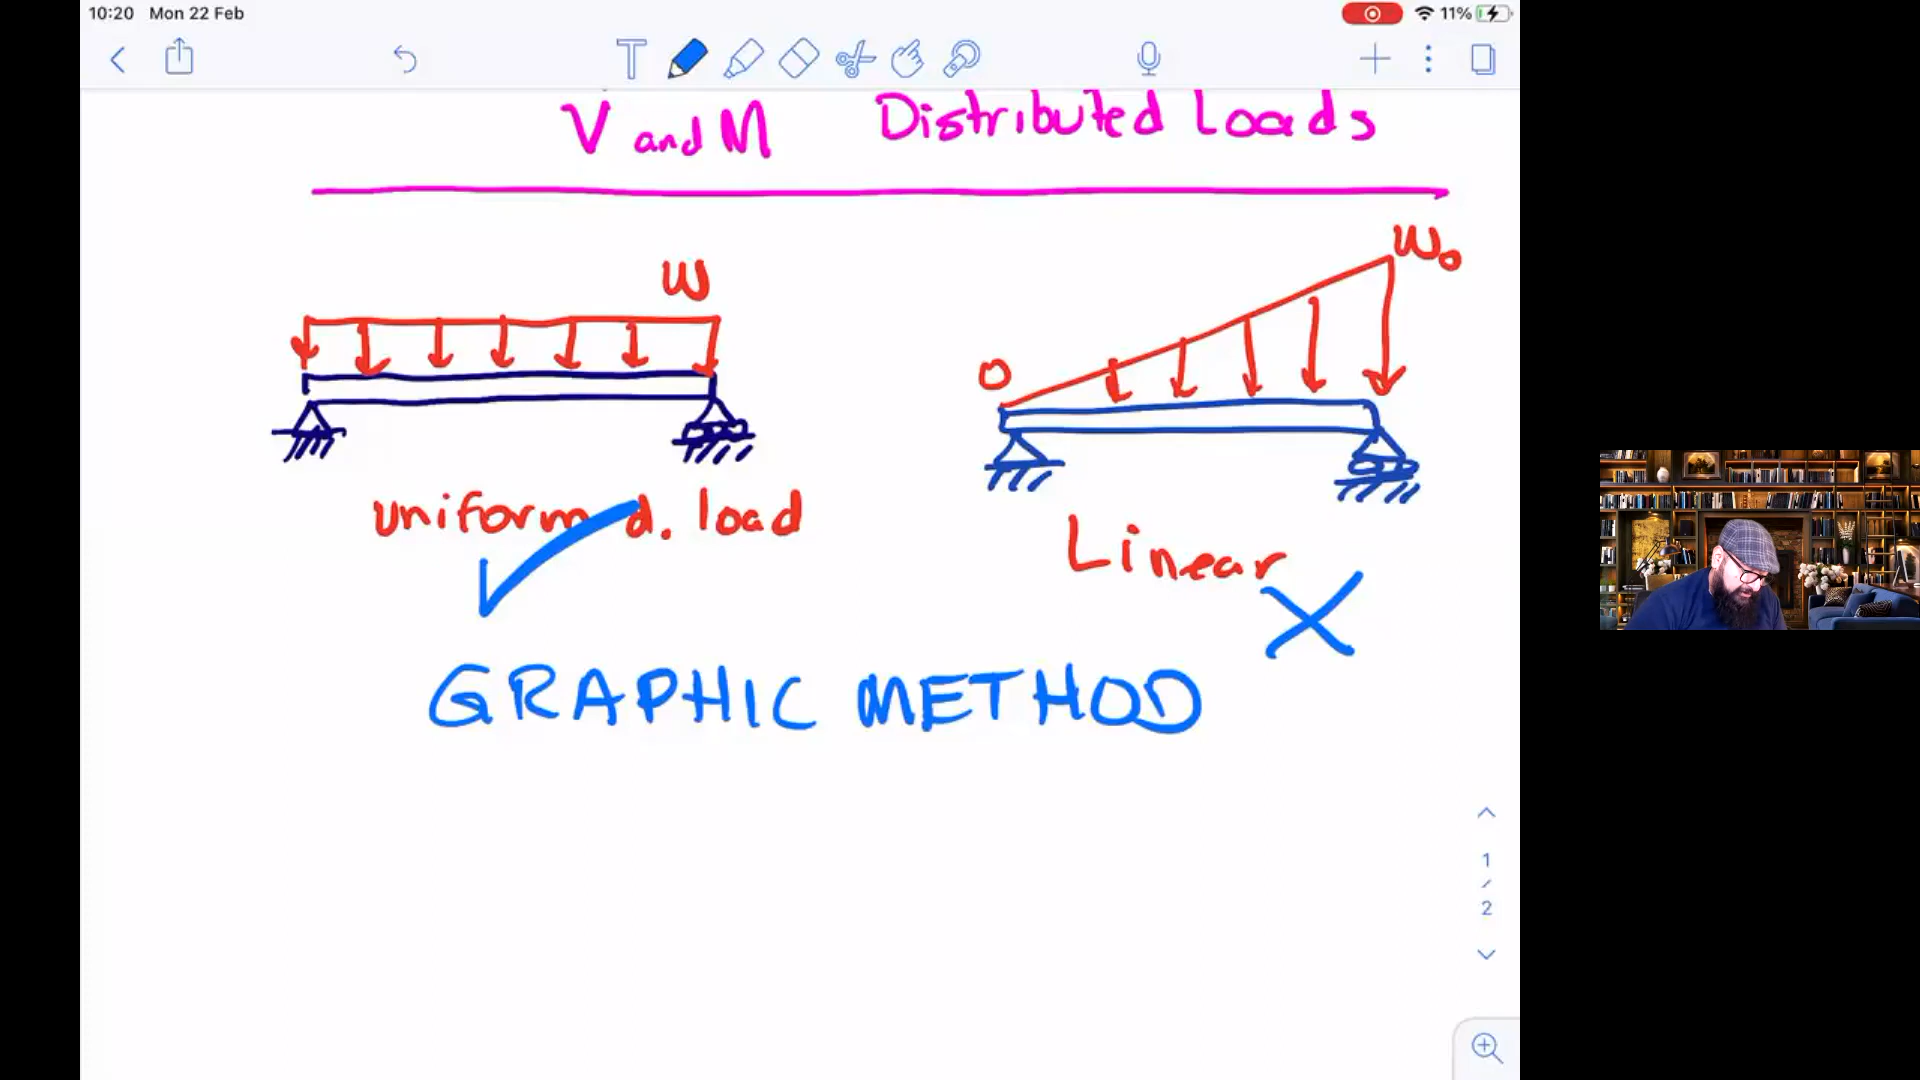 10:20 Mon 22 Feb 11%
V and M Distributed Loads
W
W₀
0
uniform d. load
Linear
GRAPHIC METHOD
1
/
2